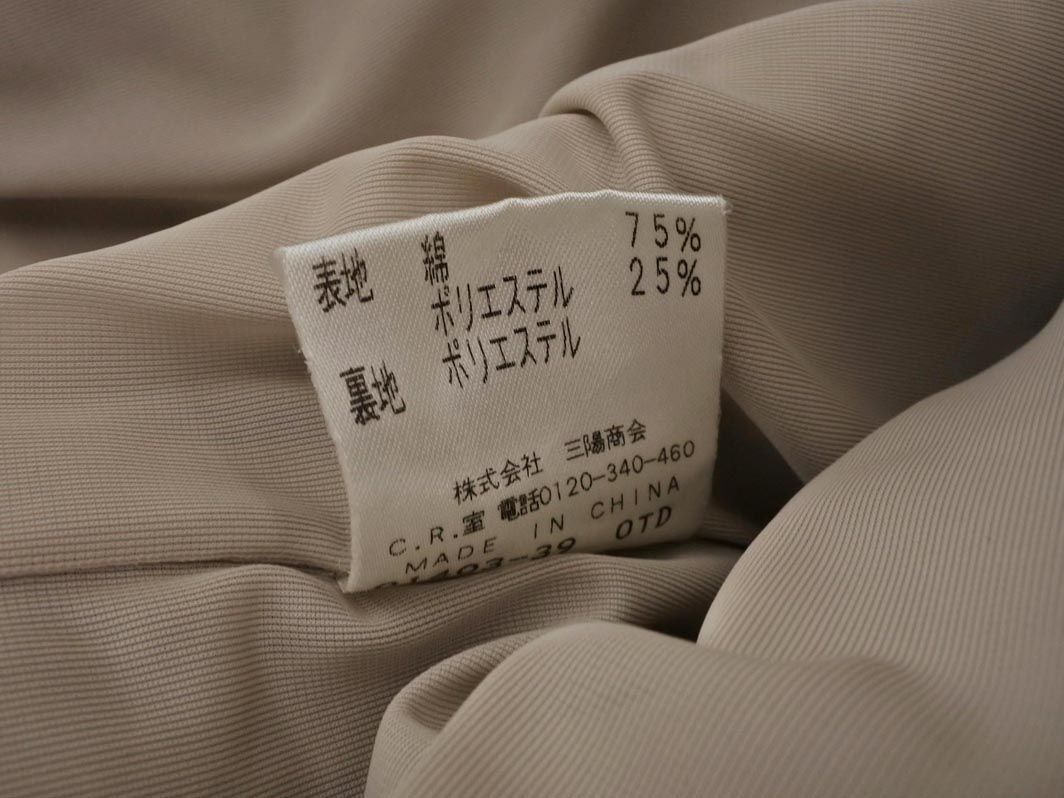 表地 綿 75%
ポリエステル 25%
裏地 ポリエステル
株式会社 三陽商会
C.R.室 電話0120-340-460
MADE IN CHINA
OTD